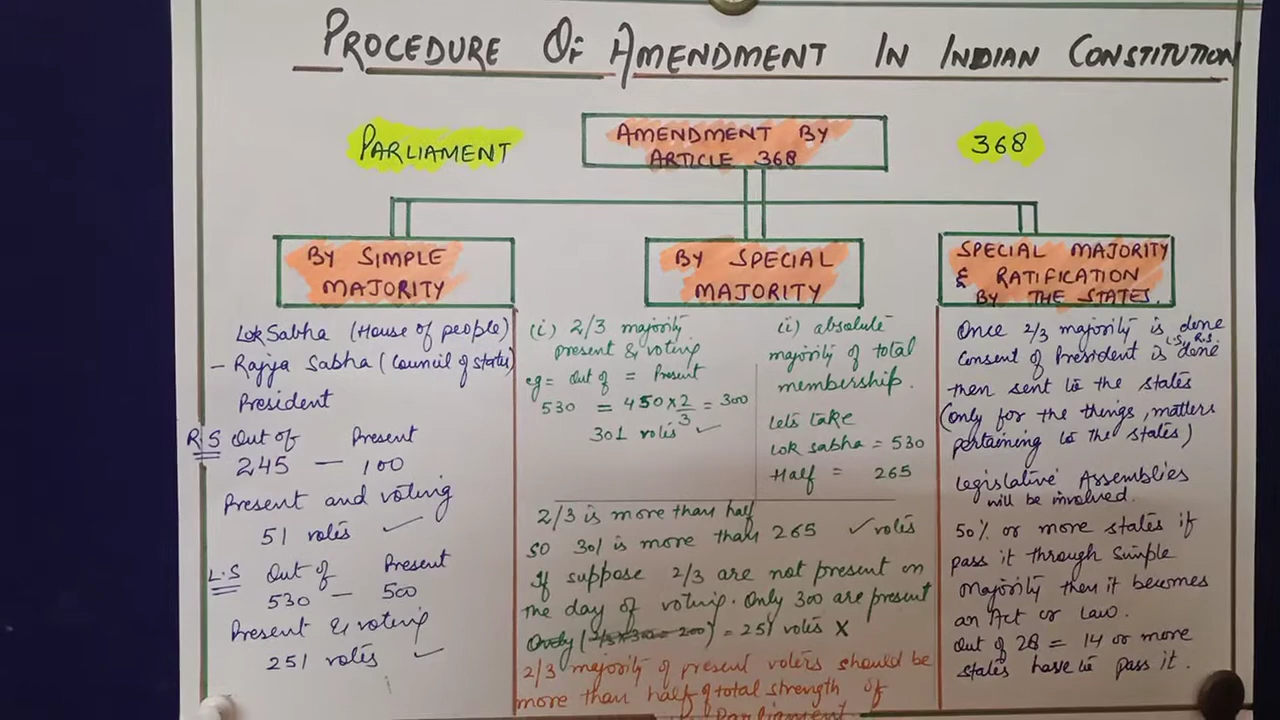 PROCEDURE OF AMENDMENT IN INDIAN CONSTITUTION
PARLIAMENT
AMENDMENT BY
ARTICLE 368
368
BY SIMPLE
MAJORITY
Lok Sabha (House of people)
- Rajya Sabha (Council of states)
President
R.S Out of Present
245 — 100
Present and voting
51 votes ✓
L.S Out of Present
530 — 500
Present & voting
251 votes ✓
BY SPECIAL
MAJORITY
(i) 2/3 majority
present & voting
eg = Out of = Present
530 = 450 x 2/3 = 300
301 votes ✓
(ii) absolute
majority of total
membership.
Lets take
Lok sabha = 530
Half = 265
2/3 is more than half
so 301 is more than 265 ✓ votes
If suppose 2/3 are not present on
the day of voting. Only 300 are present
Only (2/3x300 = 200) = 251 votes X
2/3 majority of present voters should be
more than half of total strength of
Parliament
SPECIAL MAJORITY
& RATIFICATION
BY THE STATES.
Once 2/3 majority is done
L.S, R.S.
Consent of President is done
then sent to the states
(only for the things, matters
pertaining to the states)
Legislative Assemblies
will be involved.
50% or more states if
pass it through simple
majority then it becomes
an Act or Law.
Out of 28 = 14 or more
states have to pass it.